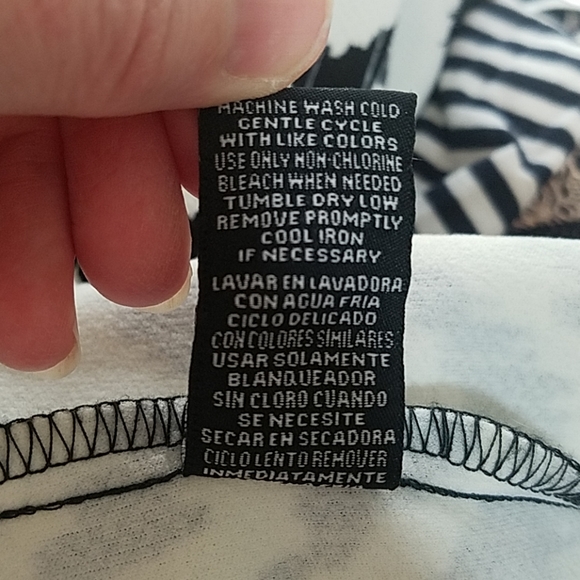 MACHINE WASH COLD
GENTLE CYCLE
WITH LIKE COLORS
USE ONLY NON-CHLORINE
BLEACH WHEN NEEDED
TUMBLE DRY LOW
REMOVE PROMPTLY
COOL IRON
IF NECESSARY
LAVAR EN LAVADORA
CON AGUA FRIA
CICLO DELICADO
CON COLORES SIMILARES
USAR SOLAMENTE
BLANQUEADOR
SIN CLORO CUANDO
SE NECESITE
SECAR EN SECADORA
CICLO LENTO REMOVER
INMEDIATAMENTE